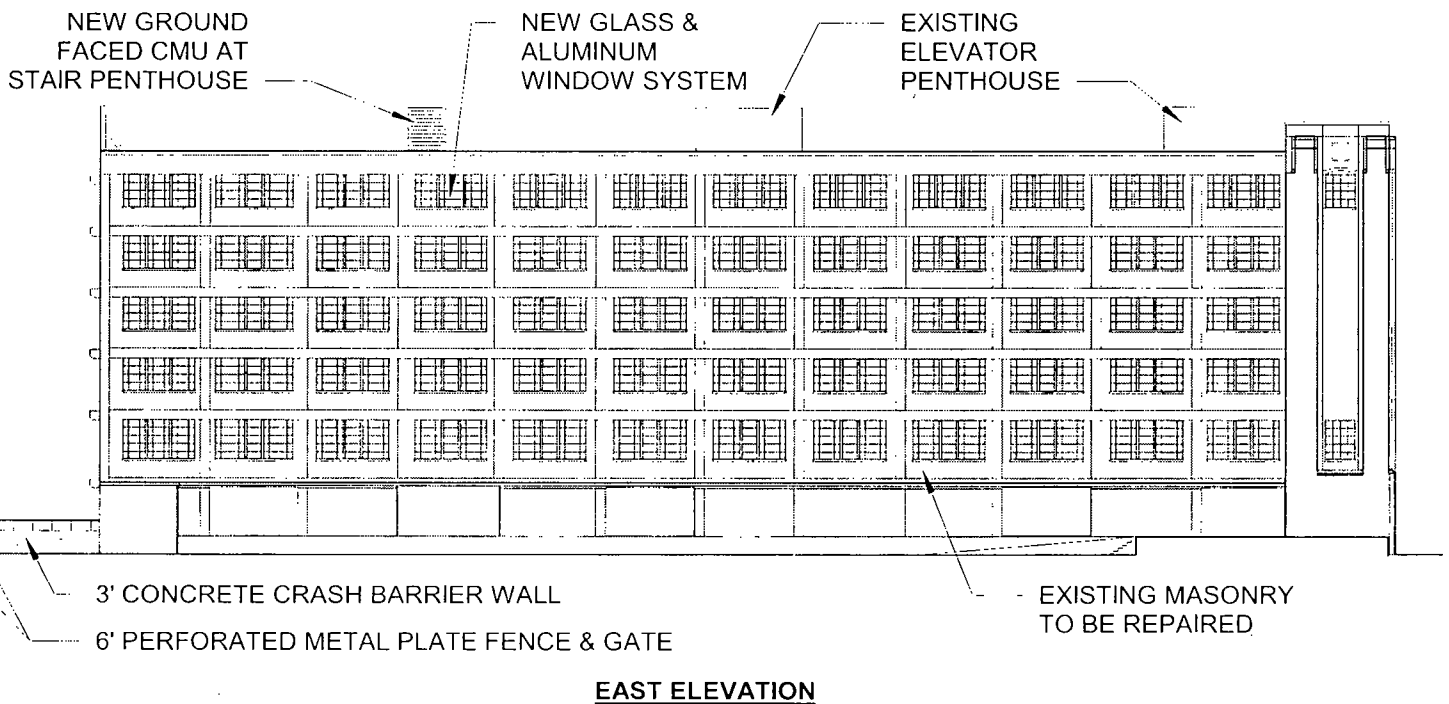 NEW GROUND
FACED CMU AT
STAIR PENTHOUSE
NEW GLASS &
ALUMINUM
WINDOW SYSTEM
EXISTING
ELEVATOR
PENTHOUSE
3' CONCRETE CRASH BARRIER WALL
6' PERFORATED METAL PLATE FENCE & GATE
EXISTING MASONRY
TO BE REPAIRED
EAST ELEVATION